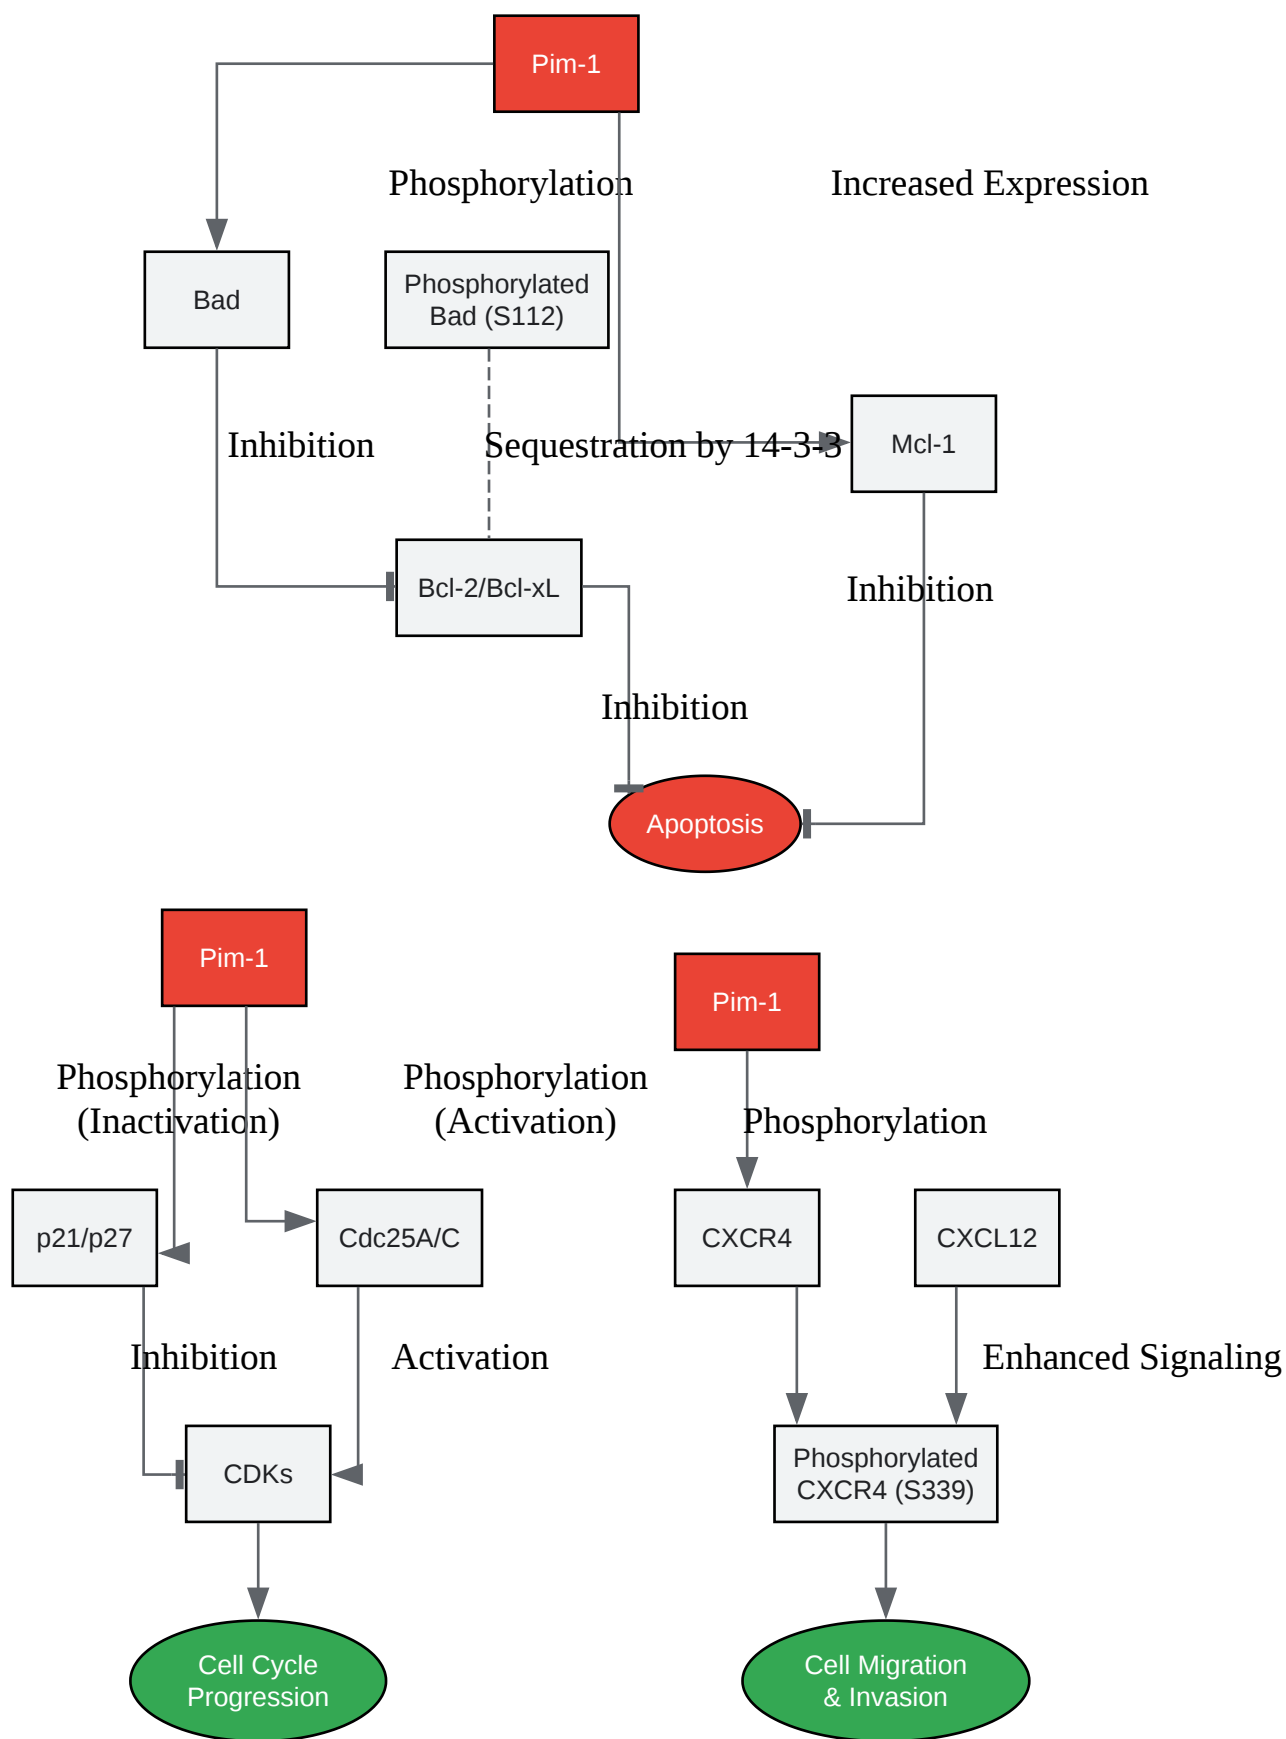 Pim-1
Phosphorylation
Increased Expression
Bad
Phosphorylated
Bad (S112)
Inhibition
Sequestration by 14-3-3
Mcl-1
Bcl-2/Bcl-xL
Inhibition
Inhibition
Apoptosis
Pim-1
Phosphorylation
(Inactivation)
Phosphorylation
(Activation)
p21/p27
Cdc25A/C
Inhibition
Activation
CDKs
Cell Cycle
Progression
Pim-1
Phosphorylation
CXCR4
CXCL12
Enhanced Signaling
Phosphorylated
CXCR4 (S339)
Cell Migration
& Invasion